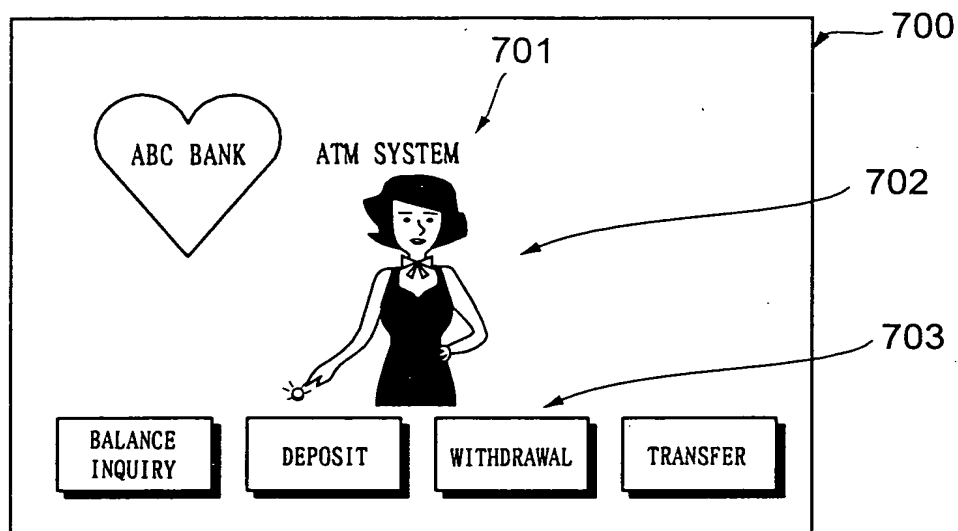 700
701
ABC BANK
ATM SYSTEM
702
703
BALANCE
INQUIRY
DEPOSIT
WITHDRAWAL
TRANSFER